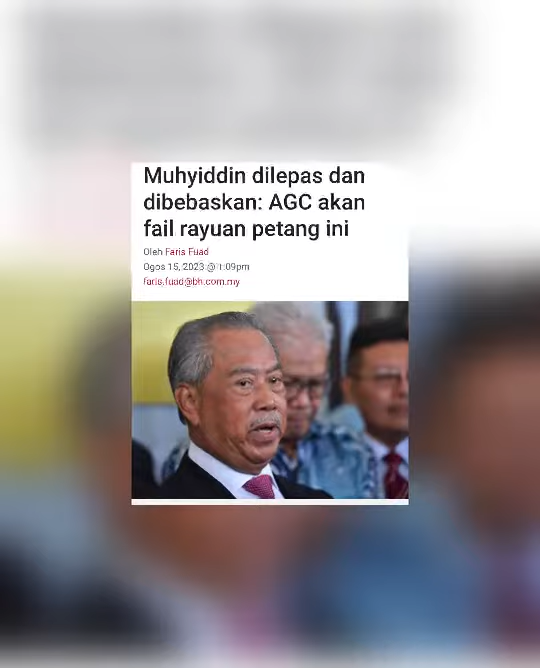 Muhyiddin dilepas dan
dibebaskan: AGC akan
fail rayuan petang ini
Oleh Faris Fuad
Ogos 15, 2023 @ 1:09pm
faris.fuad@bh.com.my